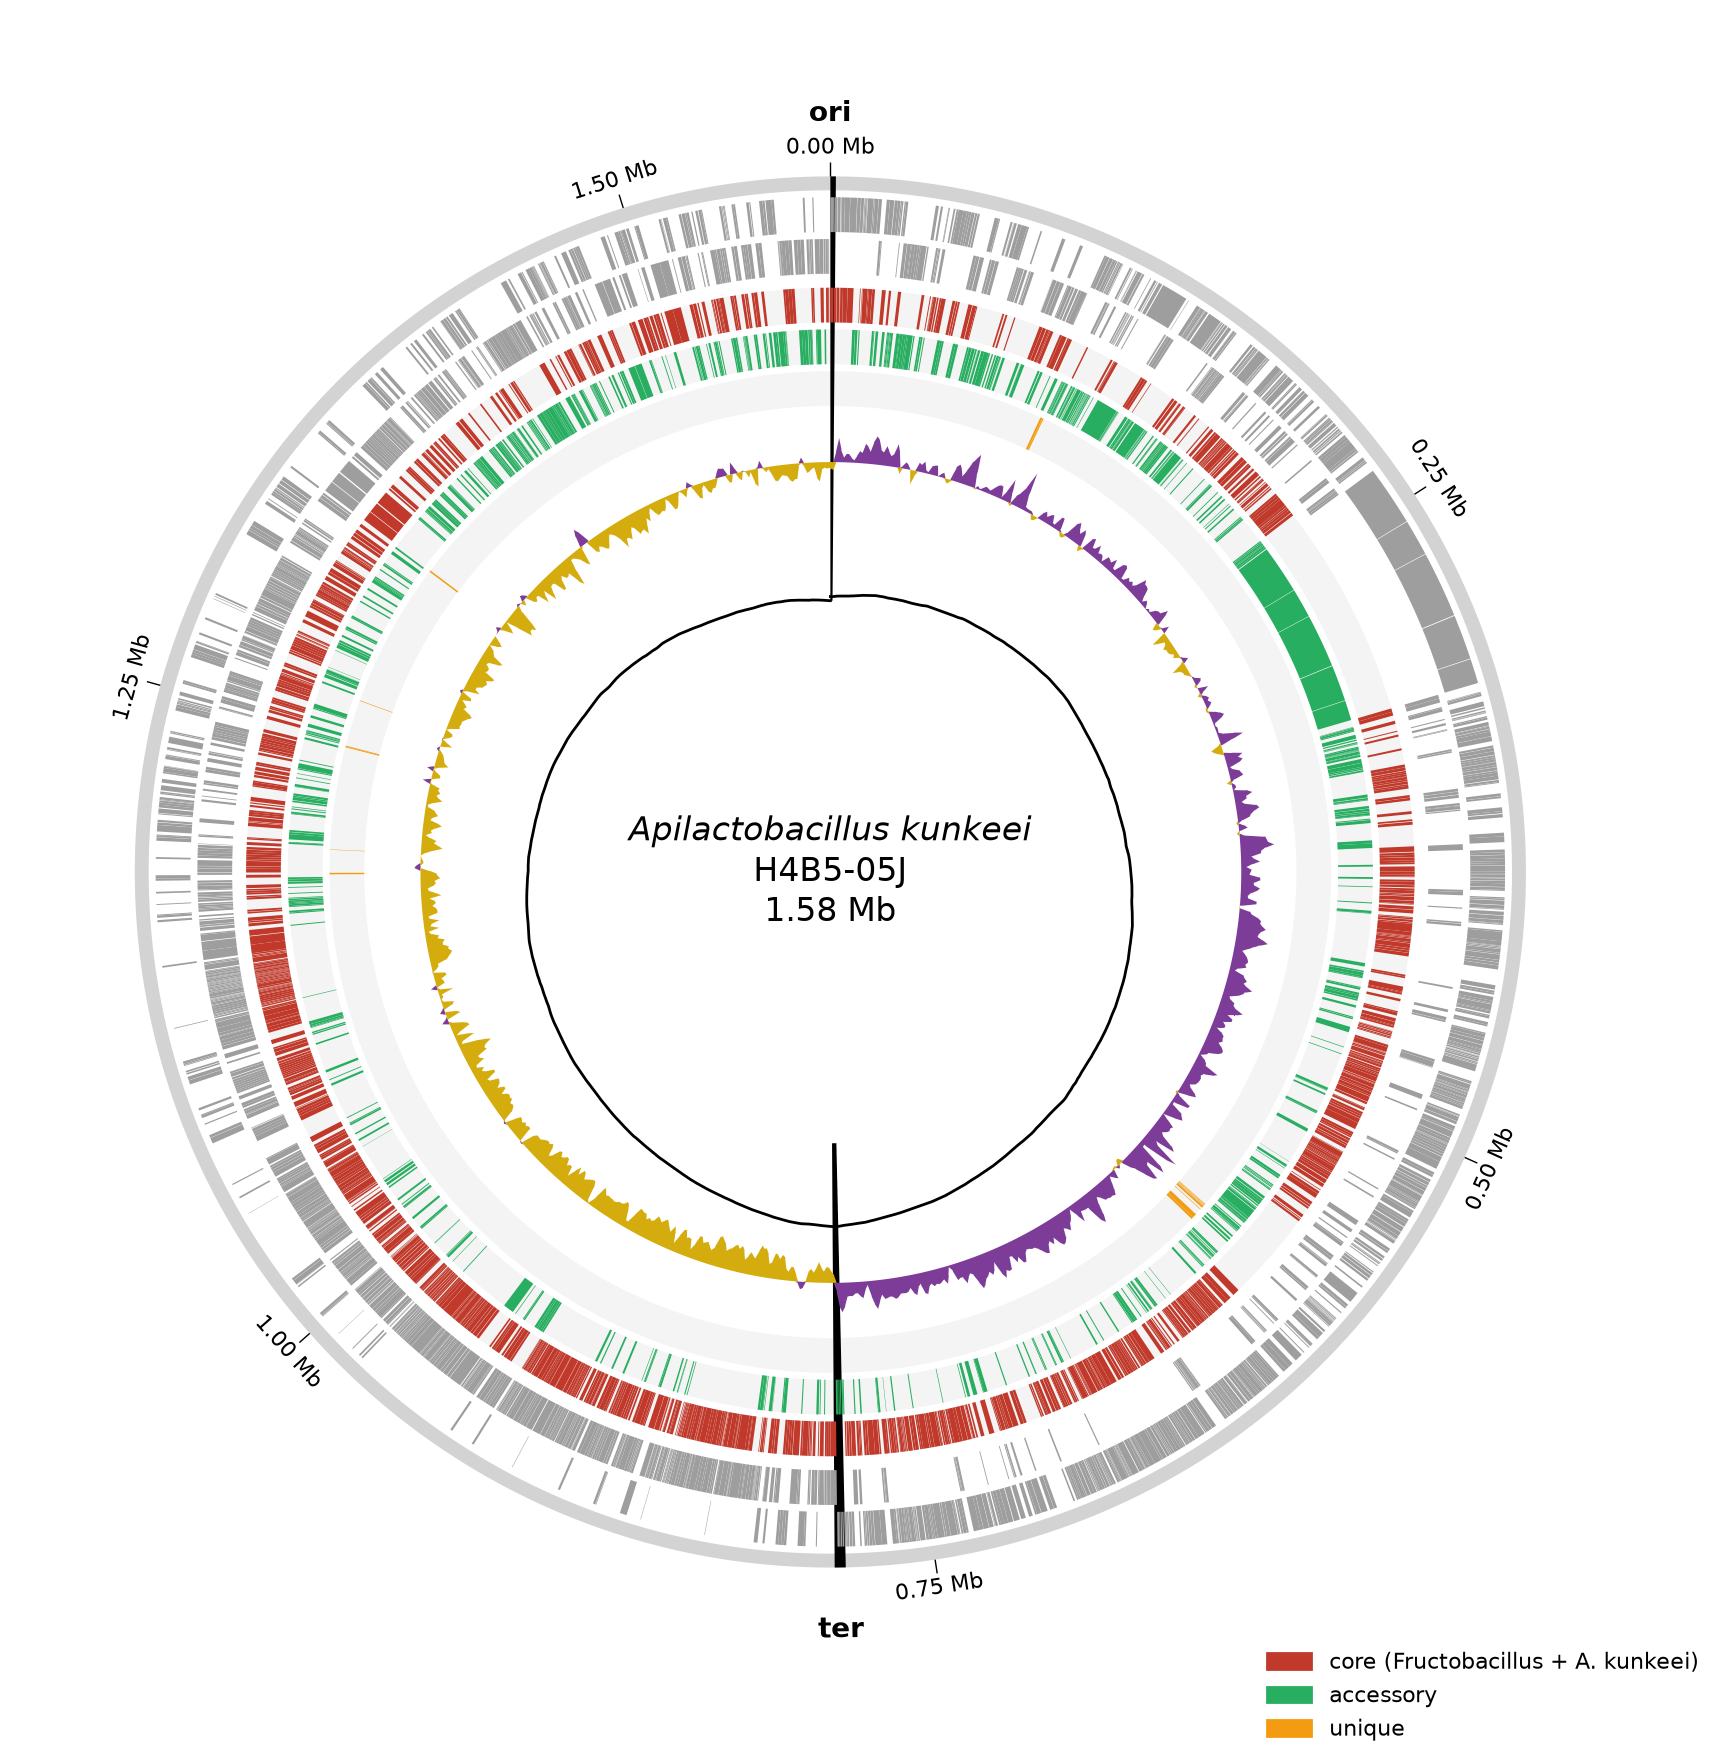 ori
0.00 Mb
1.50 Mb
0.25 Mb
1.25 Mb
Apilactobacillus kunkeei
H4B5-05J
1.58 Mb
0.50 Mb
1.00 Mb
0.75 Mb
ter
core (Fructobacillus + A. kunkeei)
accessory
unique